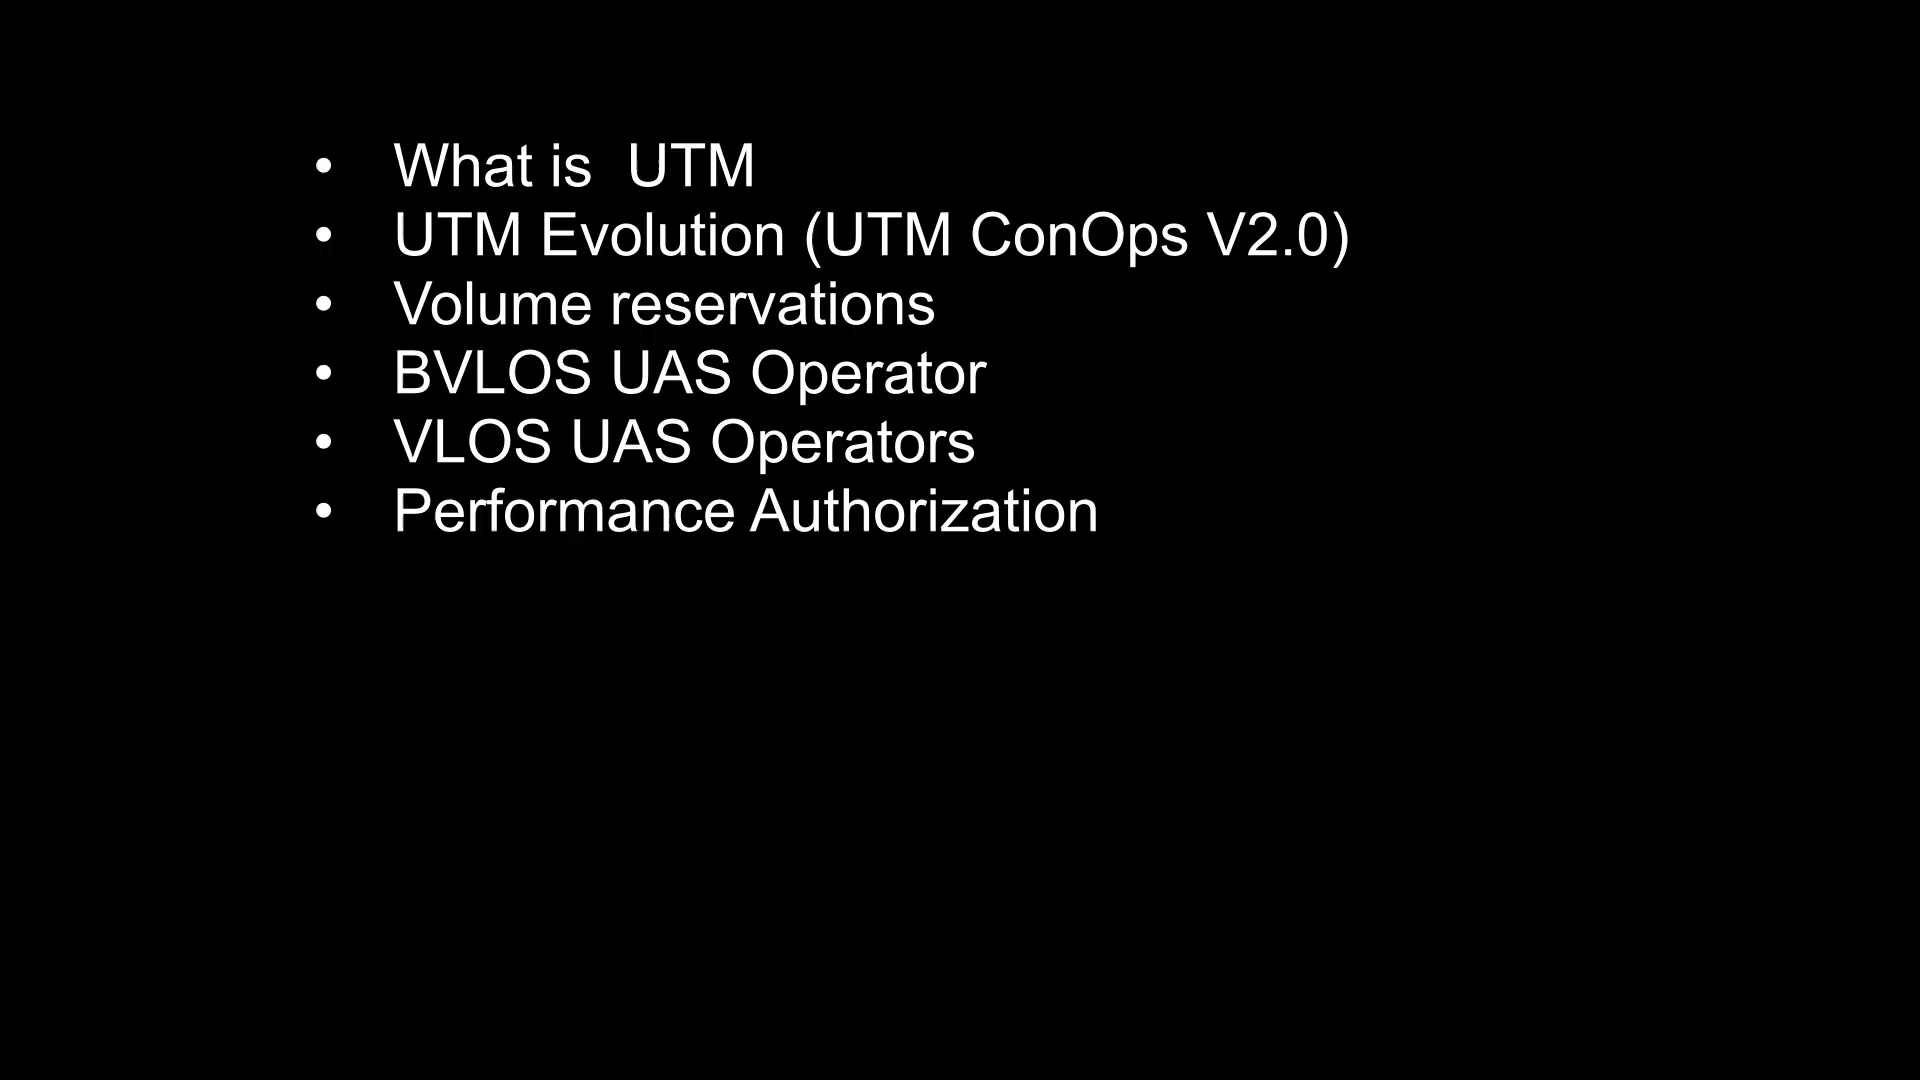 • What is  UTM
• UTM Evolution (UTM ConOps V2.0)
• Volume reservations
• BVLOS UAS Operator
• VLOS UAS Operators
• Performance Authorization